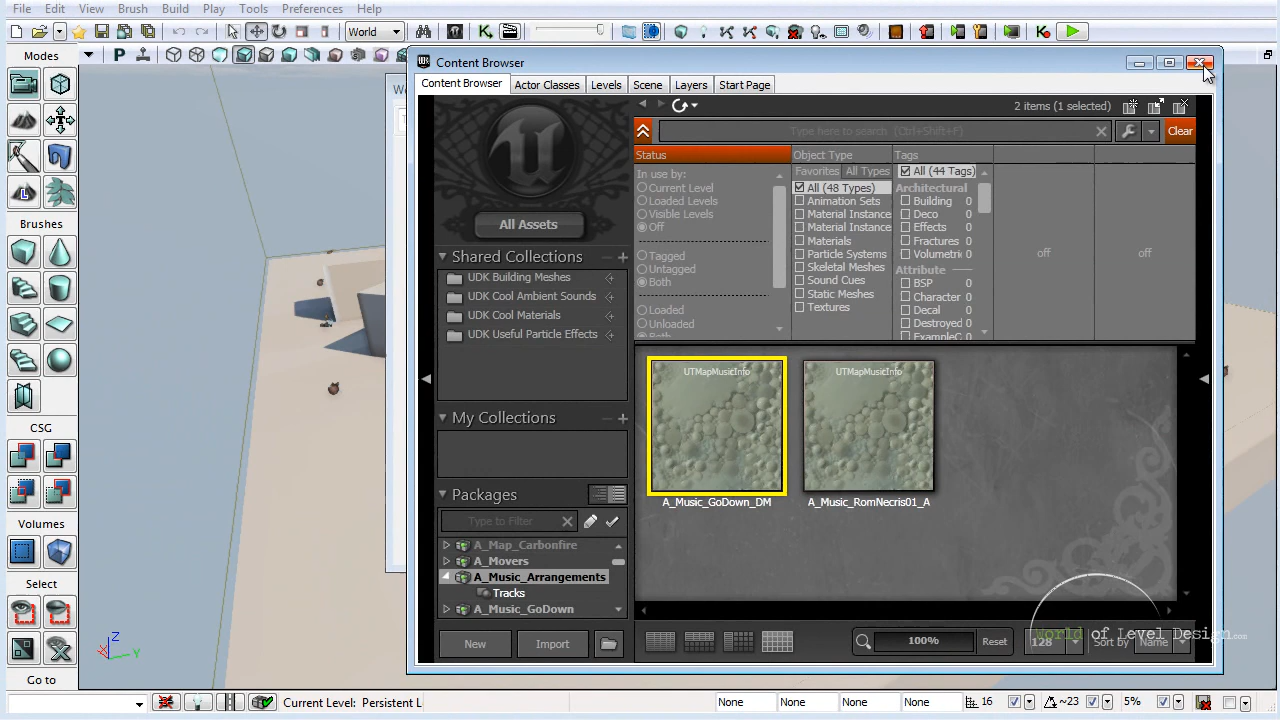 File Edit View Brush Build Play Tools Preferences Help
World
Modes
Content Browser
Content Browser Actor Classes Levels Scene Layers Start Page
2 items (1 selected)
Type here to search (Ctrl+Shift+F)
Clear
Status
Object Type
Tags
In use by:
Current Level
Loaded Levels
Visible Levels
Off
Tagged
Untagged
Both
Loaded
Unloaded
Both
Favorites All Types
All (48 Types)
Animation Sets
Material Instance
Material Instance
Materials
Particle Systems
Skeletal Meshes
Sound Cues
Static Meshes
Textures
All (44 Tags)
Architectural
Building 0
Deco 0
Effects 0
Fractures 0
Volumetri 0
Attribute
BSP 0
Character 0
Decal 0
Destroyed 0
ExampleC 0
off
off
All Assets
Shared Collections
UDK Building Meshes
UDK Cool Ambient Sounds
UDK Cool Materials
UDK Useful Particle Effects
My Collections
Packages
Type to Filter
A_Map_Carbonfire
A_Movers
A_Music_Arrangements
Tracks
A_Music_GoDown
New Import
UTMapMusicInfo
A_Music_GoDown_DM
UTMapMusicInfo
A_Music_RomNecris01_A
100%
Reset
128
Sort by Name
World of Level Design.com
Brushes
CSG
Volumes
Select
Go to
Z
X
Y
Current Level: Persistent L
None None None None
16
~23
5%